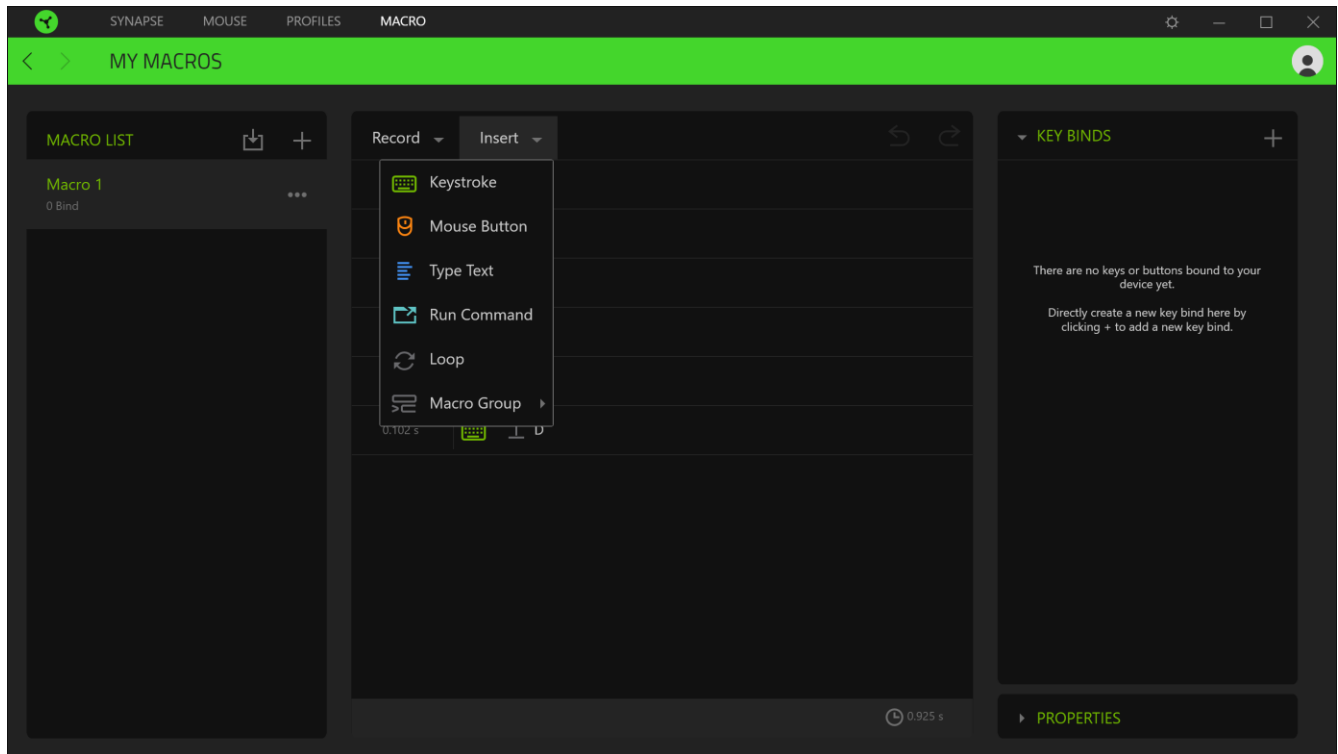 SYNAPSE MOUSE PROFILES MACRO
MY MACROS
MACRO LIST
Macro 1
0 Bind
Record Insert
Keystroke
Mouse Button
Type Text
Run Command
Loop
Macro Group
0.102 s D
0.925 s
KEY BINDS
There are no keys or buttons bound to your
device yet.
Directly create a new key bind here by
clicking + to add a new key bind.
PROPERTIES